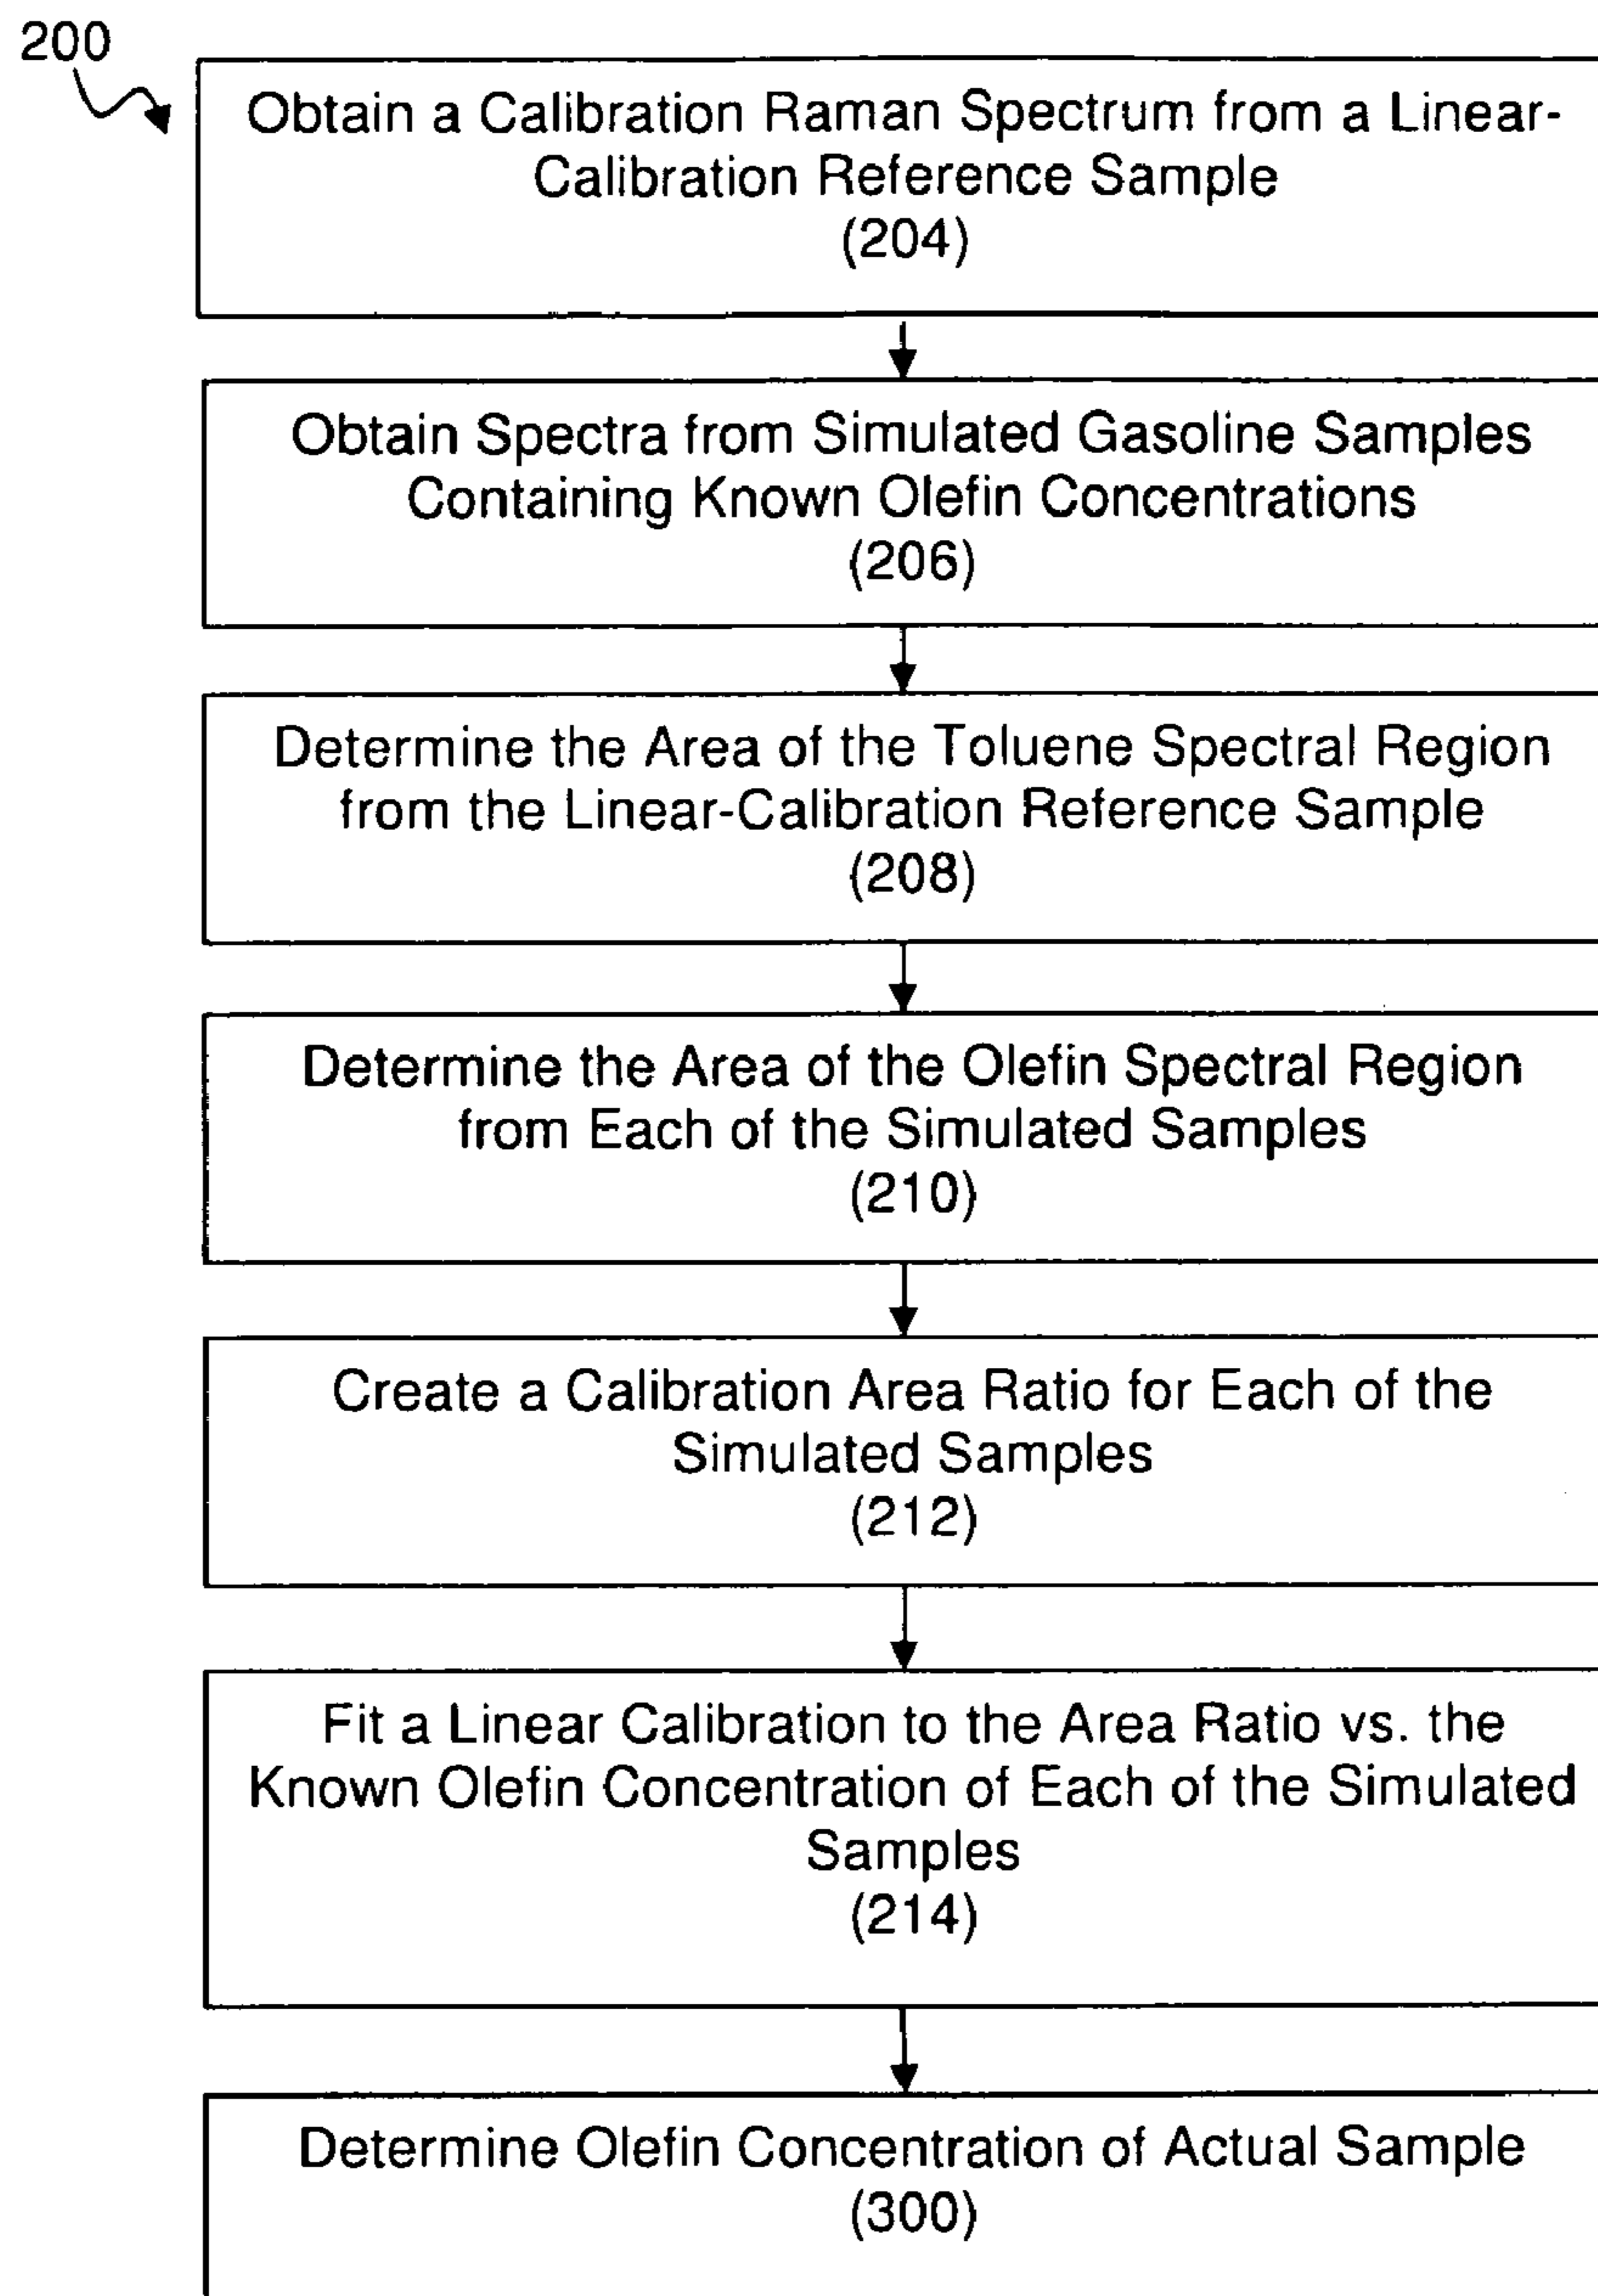 200
Obtain a Calibration Raman Spectrum from a Linear-
Calibration Reference Sample
(204)
Obtain Spectra from Simulated Gasoline Samples
Containing Known Olefin Concentrations
(206)
Determine the Area of the Toluene Spectral Region
from the Linear-Calibration Reference Sample
(208)
Determine the Area of the Olefin Spectral Region
from Each of the Simulated Samples
(210)
Create a Calibration Area Ratio for Each of the
Simulated Samples
(212)
Fit a Linear Calibration to the Area Ratio vs. the
Known Olefin Concentration of Each of the Simulated
Samples
(214)
Determine Olefin Concentration of Actual Sample
(300)